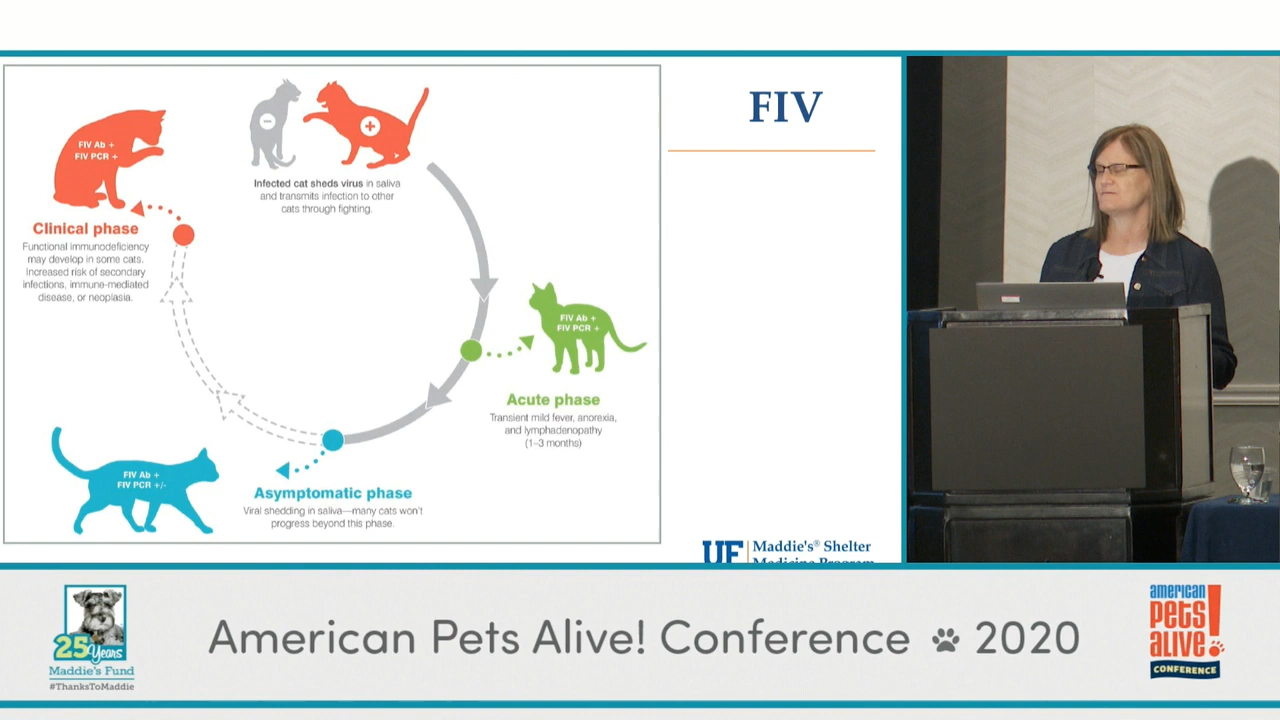 FIV
−
+
Infected cat sheds virus in saliva
and transmits infection to other
cats through fighting.
FIV Ab +
FIV PCR +
Clinical phase
Functional immunodeficiency
may develop in some cats.
Increased risk of secondary
infections, immune-mediated
disease, or neoplasia.
FIV Ab +
FIV PCR +
Acute phase
Transient mild fever, anorexia,
and lymphadenopathy
(1–3 months)
FIV Ab +
FIV PCR +/-
Asymptomatic phase
Viral shedding in saliva—many cats won't
progress beyond this phase.
UF
Maddie's® Shelter
Medicine Program
25 Years
Maddie's Fund
#ThanksToMaddie
American Pets Alive! Conference 2020
american
PETS
ALIVE!
CONFERENCE